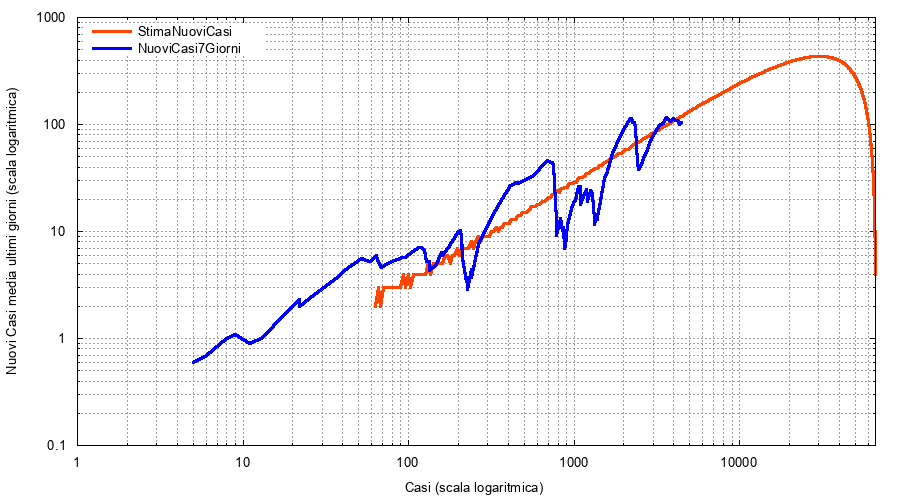 StimaNuoviCasi
NuoviCasi7Giorni
Nuovi Casi media ultimi giorni (scala logaritmica)
1000
100
10
1
0.1
1
10
100
1000
10000
Casi (scala logaritmica)